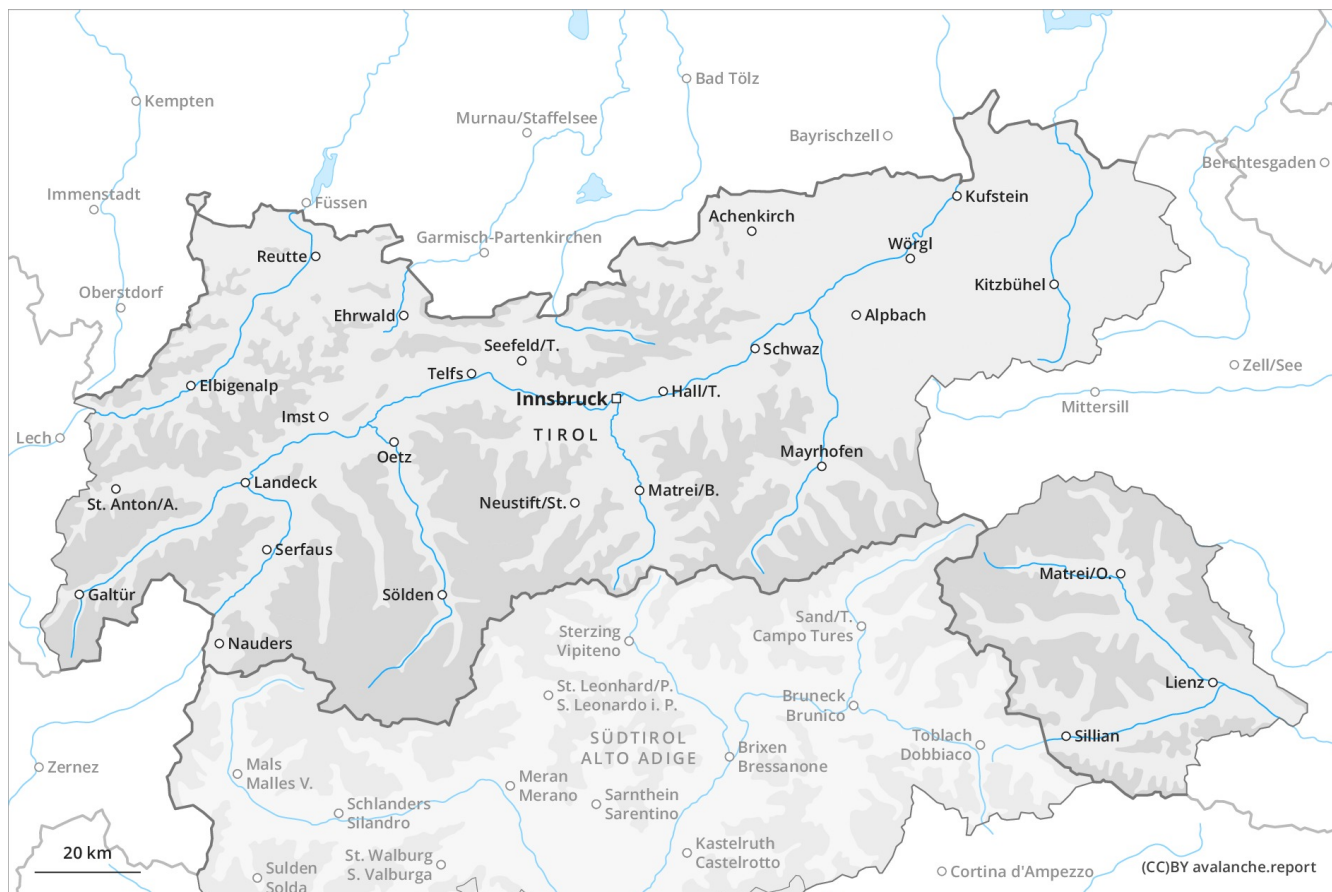 Bad Tölz
Kempten
Murnau/Staffelsee
Bayrischzell
Berchtesgaden
Immenstadt
Füssen
Kufstein
Achenkirch
Garmisch-Partenkirchen
Wörgl
Reutte
Kitzbühel
Oberstdorf
Ehrwald
Alpbach
Seefeld/T.
Schwaz
Zell/See
Telfs
Elbigenalp
Hall/T.
Innsbruck
Mittersill
Imst
TIROL
Lech
Oetz
Mayrhofen
Landeck
Matrei/B.
St. Anton/A.
Neustift/St.
Serfaus
Matrei/O.
Galtür
Sölden
Sand/T.
Campo Tures
Sterzing
Vipiteno
Nauders
Lienz
St. Leonhard/P.
S. Leonardo i. P.
Bruneck
Brunico
Sillian
Toblach
Dobbiaco
SÜDTIROL
ALTO ADIGE
Brixen
Bressanone
Zernez
Mals
Malles V.
Meran
Merano
Sarnthein
Sarentino
Schlanders
Silandro
Kastelruth
Castelrotto
20 km
St. Walburg
S. Valburga
Sulden
Solda
Cortina d'Ampezzo
(CC)BY avalanche.report